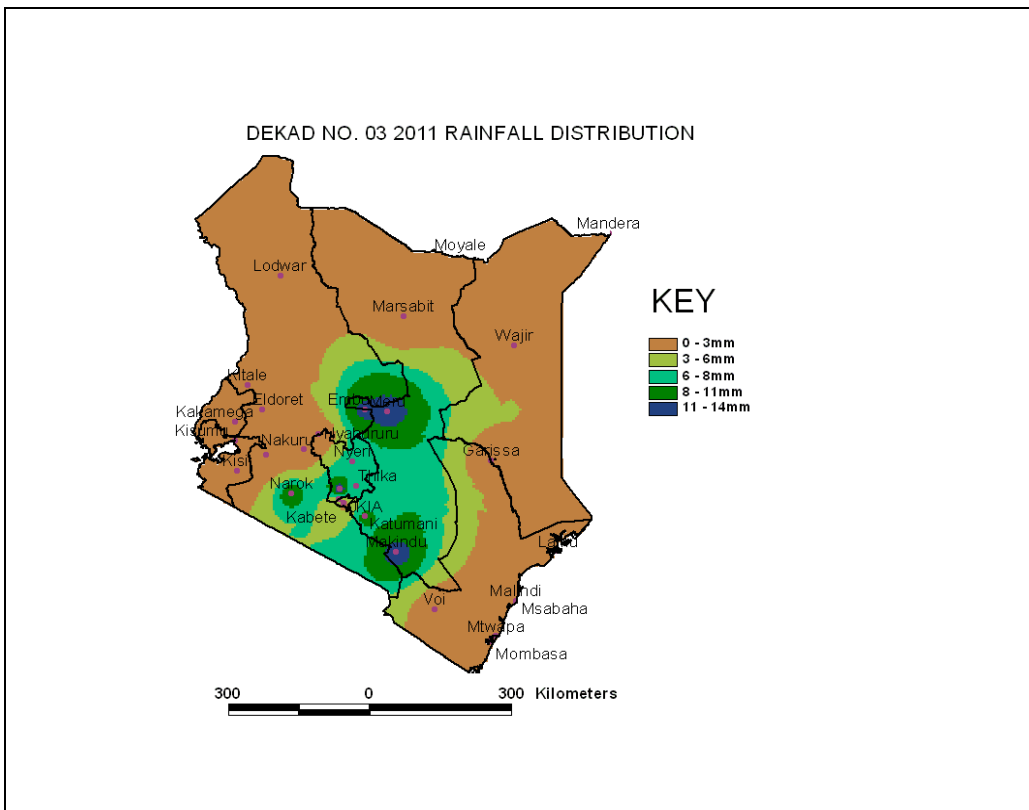 DEKAD NO. 03 2011 RAINFALL DISTRIBUTION
Mandera
Moyale
Lodwar
Marsabit
Wajir
KEY
0 - 3mm
3 - 6mm
6 - 8mm
8 - 11mm
11 - 14mm
Kitale
Eldoret
Embu
Meru
Kakamega
Kisumu
Nyahururu
Nakuru
Nyeri
Garissa
Kisii
Narok
Thika
JKIA
Kabete
Katumani
Makindu
Lamu
Voi
Malindi
Msabaha
Mtwapa
Mombasa
300 0 300 Kilometers